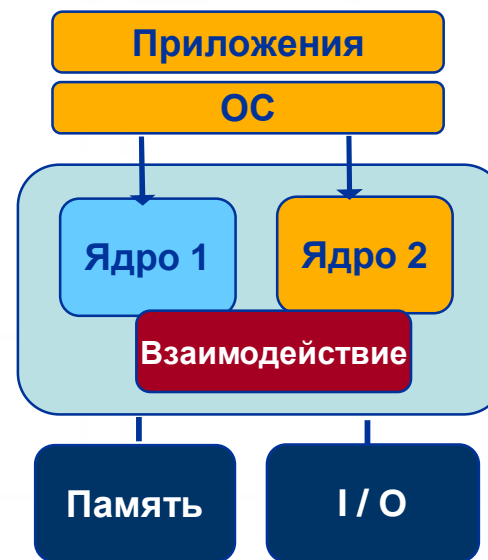 Приложения
ОС
Ядро 1
Ядро 2
Взаимодействие
Память
I / O